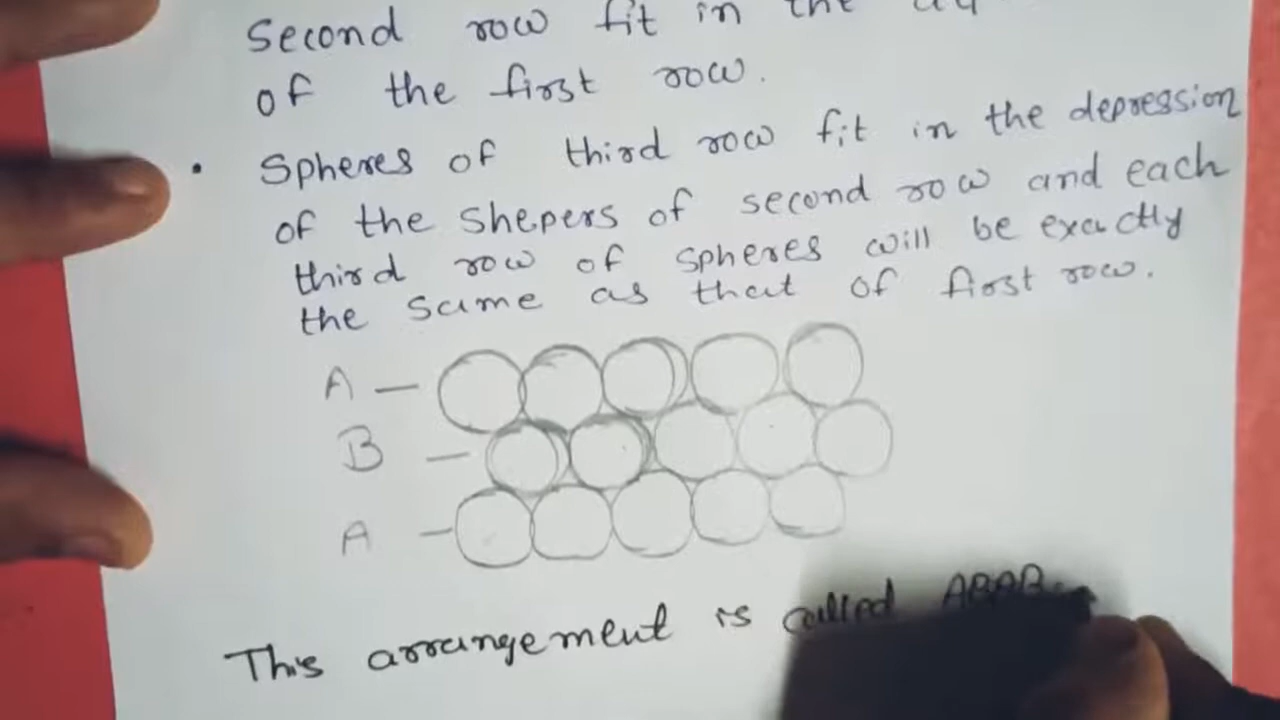 Second row fit in the
of the first row.
• Spheres of third row fit in the depression
of the shepers of second row and each
third row of spheres will be exactly
the same as that of first row.
A —
B —
A —
This arrangement is called ABAB